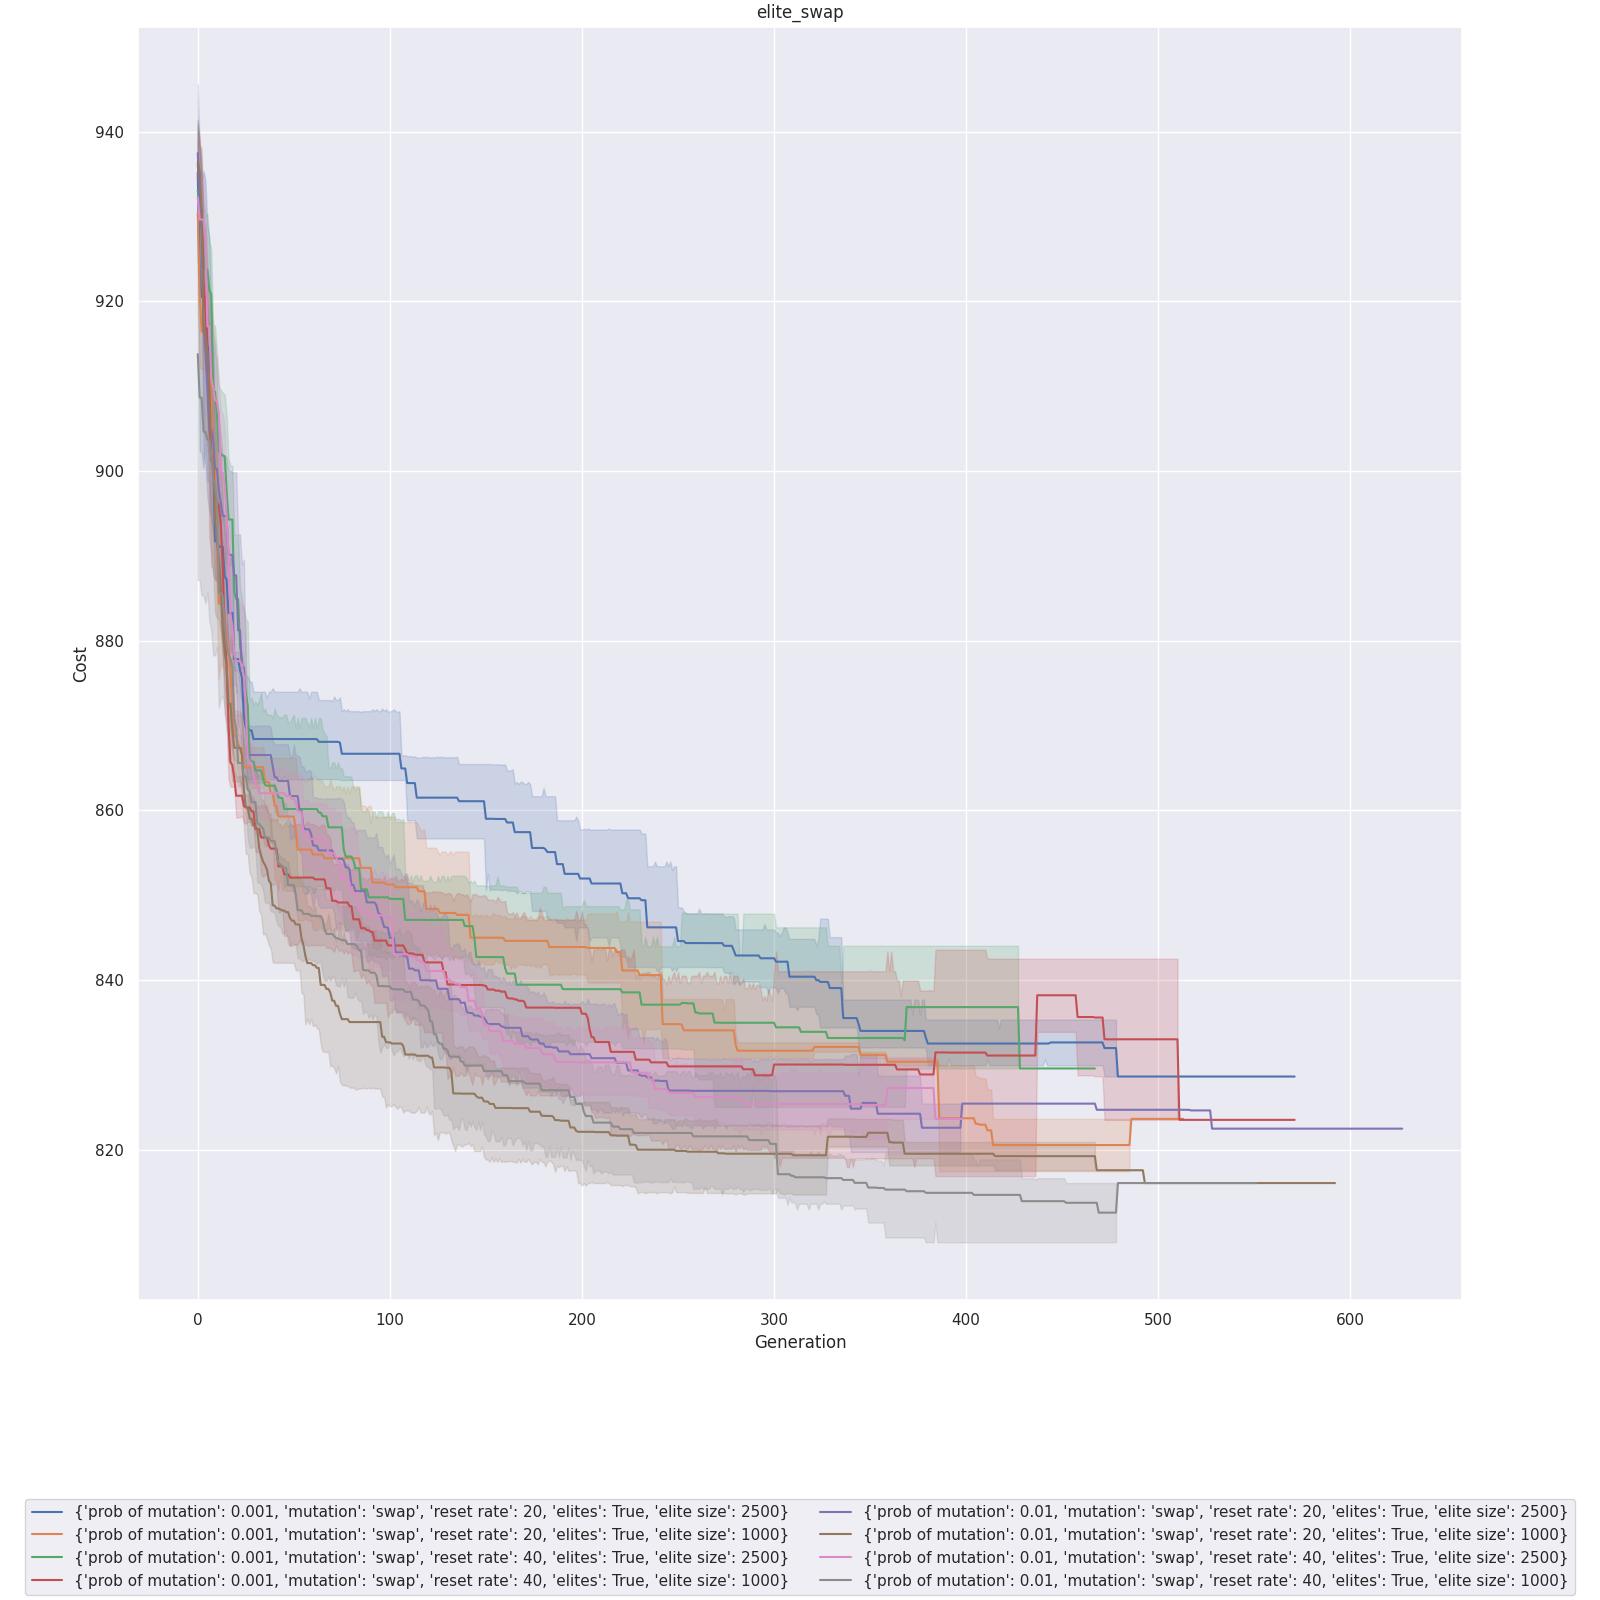 elite_swap
940
920
900
880
860
840
820
Cost
0 100 200 300 400 500 600
Generation
{'prob of mutation': 0.001, 'mutation': 'swap', 'reset rate': 20, 'elites': True, 'elite size': 2500}
{'prob of mutation': 0.001, 'mutation': 'swap', 'reset rate': 20, 'elites': True, 'elite size': 1000}
{'prob of mutation': 0.001, 'mutation': 'swap', 'reset rate': 40, 'elites': True, 'elite size': 2500}
{'prob of mutation': 0.001, 'mutation': 'swap', 'reset rate': 40, 'elites': True, 'elite size': 1000}
{'prob of mutation': 0.01, 'mutation': 'swap', 'reset rate': 20, 'elites': True, 'elite size': 2500}
{'prob of mutation': 0.01, 'mutation': 'swap', 'reset rate': 20, 'elites': True, 'elite size': 1000}
{'prob of mutation': 0.01, 'mutation': 'swap', 'reset rate': 40, 'elites': True, 'elite size': 2500}
{'prob of mutation': 0.01, 'mutation': 'swap', 'reset rate': 40, 'elites': True, 'elite size': 1000}